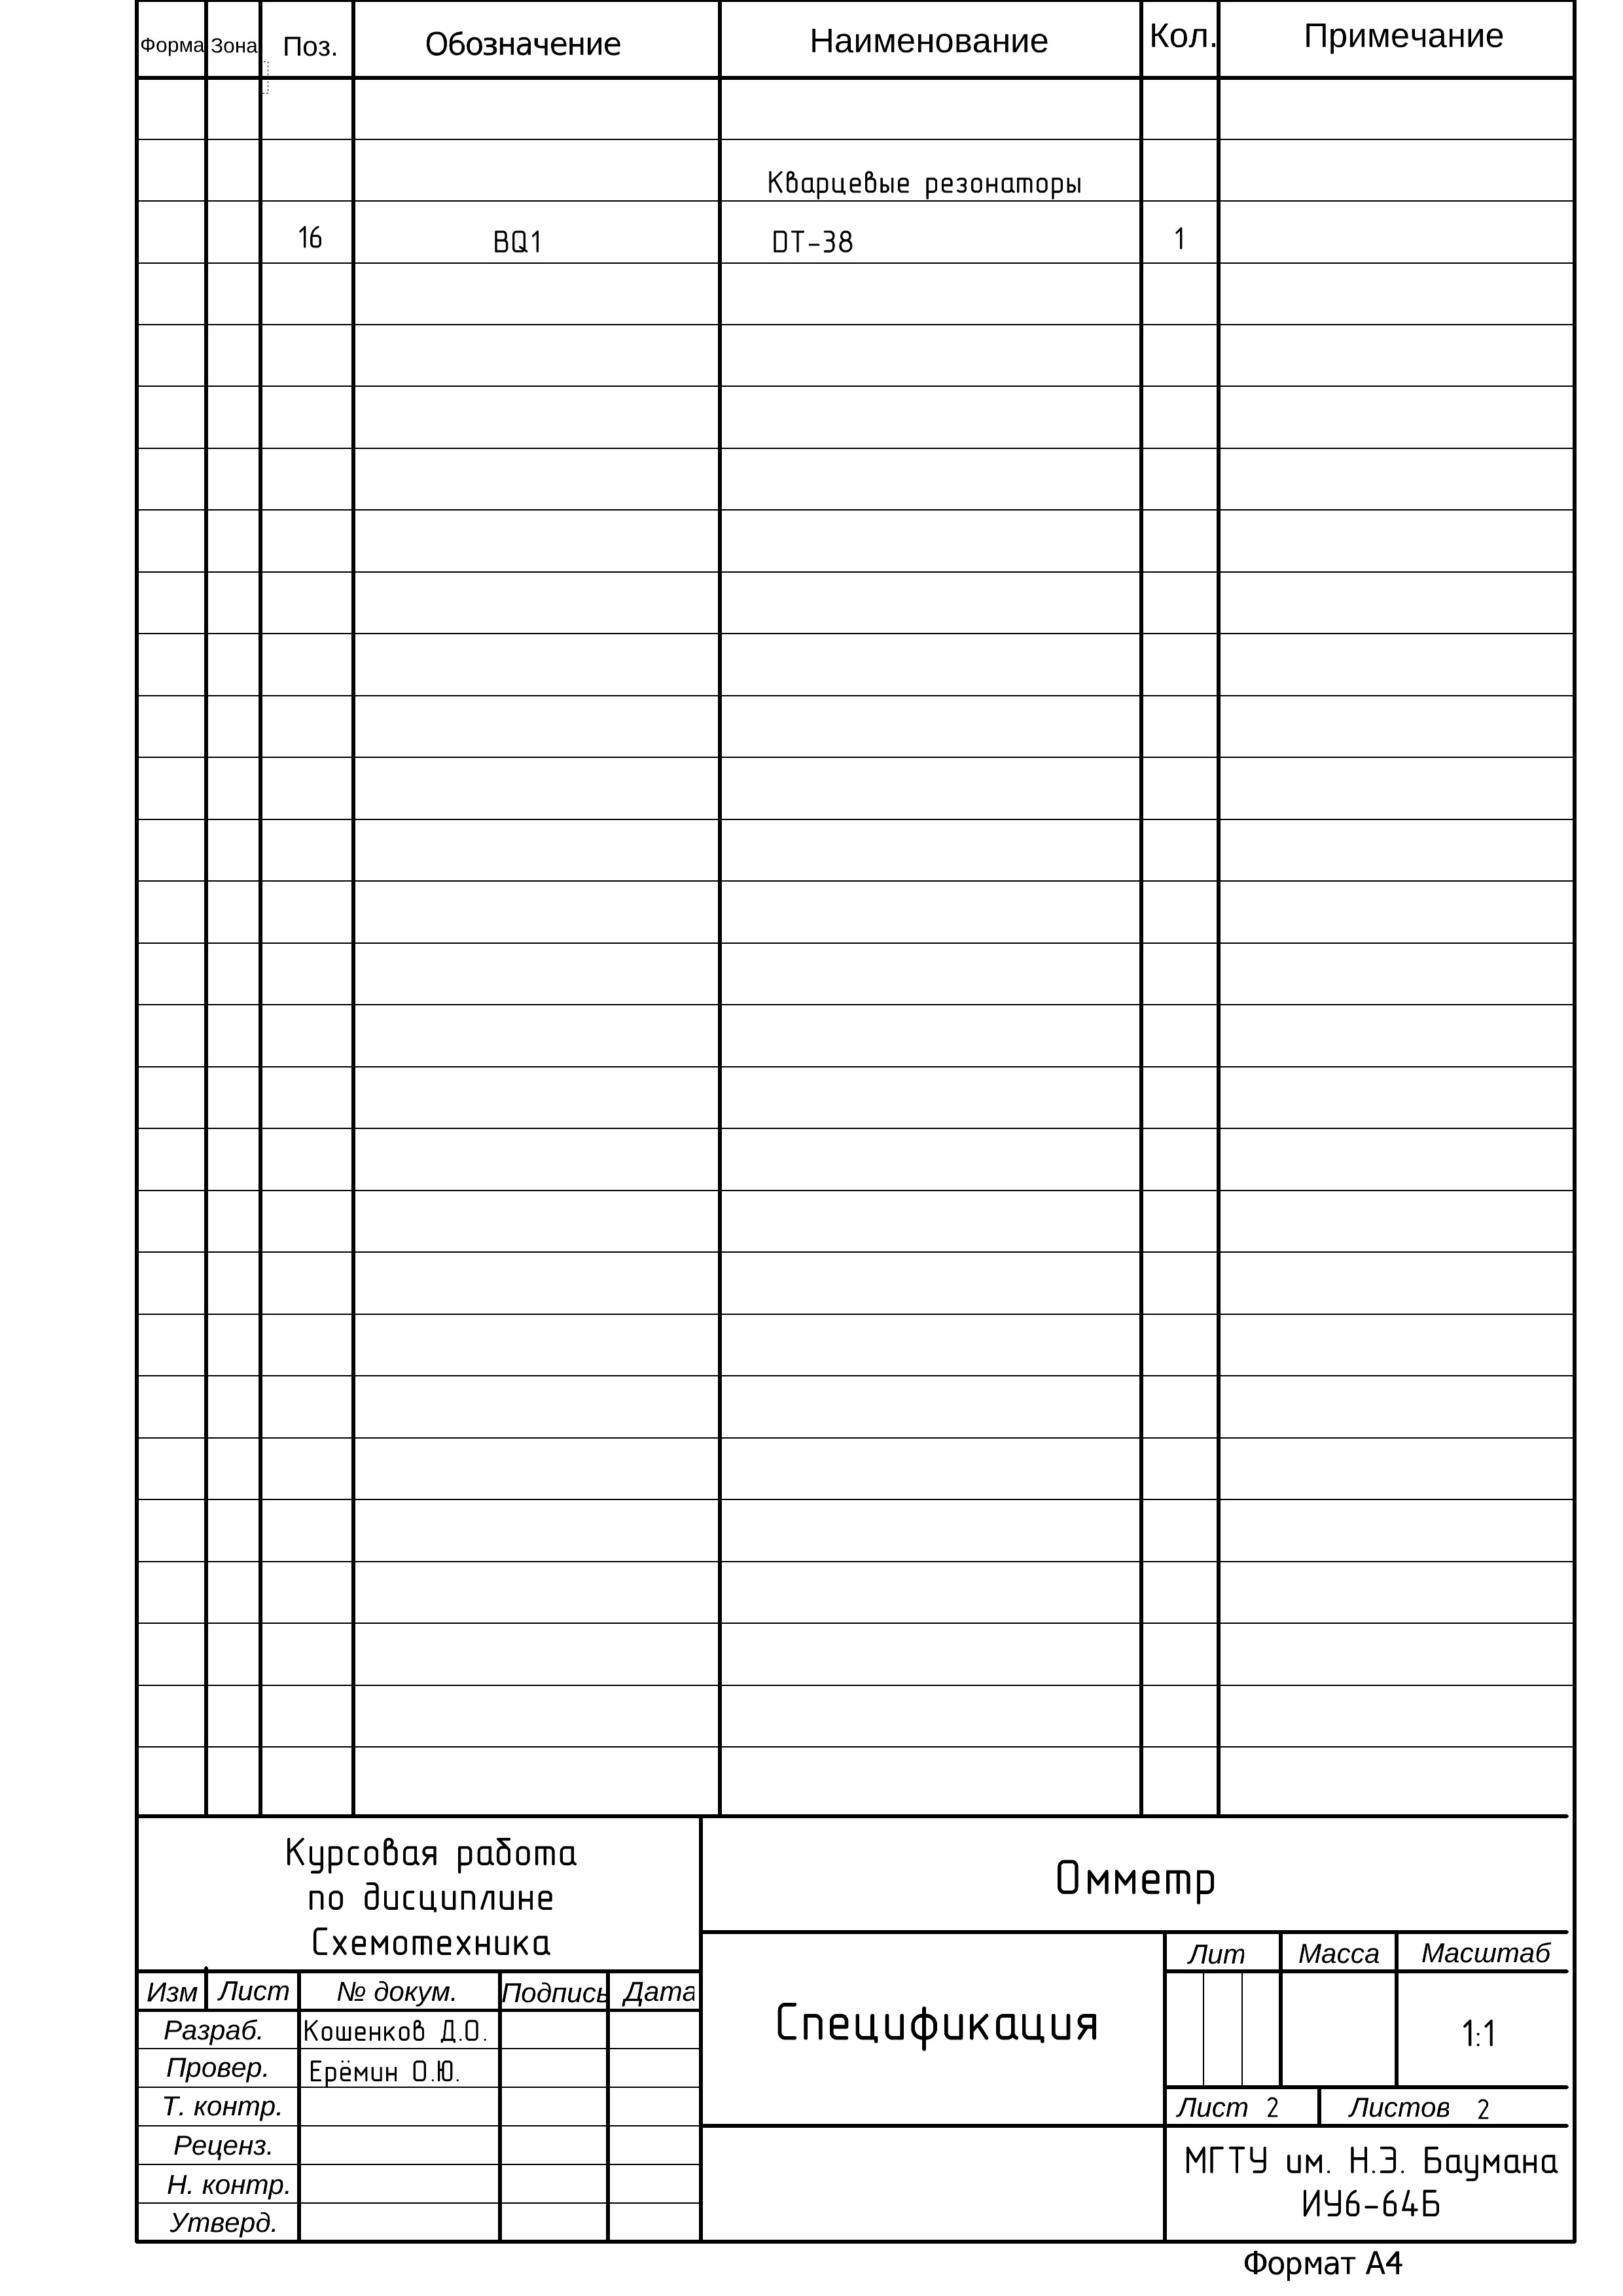 Форма Зона Поз. Обозначение Наименование Кол. Примечание
Кварцевые резонаторы
16 BQ1 DT-38 1
Курсовая работа
по дисциплине
Схемотехника
Омметр
Изм Лист № докум. Подпись Дата
Разраб. Кошенков Д.О.
Провер. Ерёмин О.Ю.
Т. контр.
Реценз.
Н. контр.
Утверд.
Спецификация
Лит Масса Масштаб
1:1
Лист 2 Листов 2
МГТУ им. Н.Э. Баумана
ИУ6-64Б
Формат А4